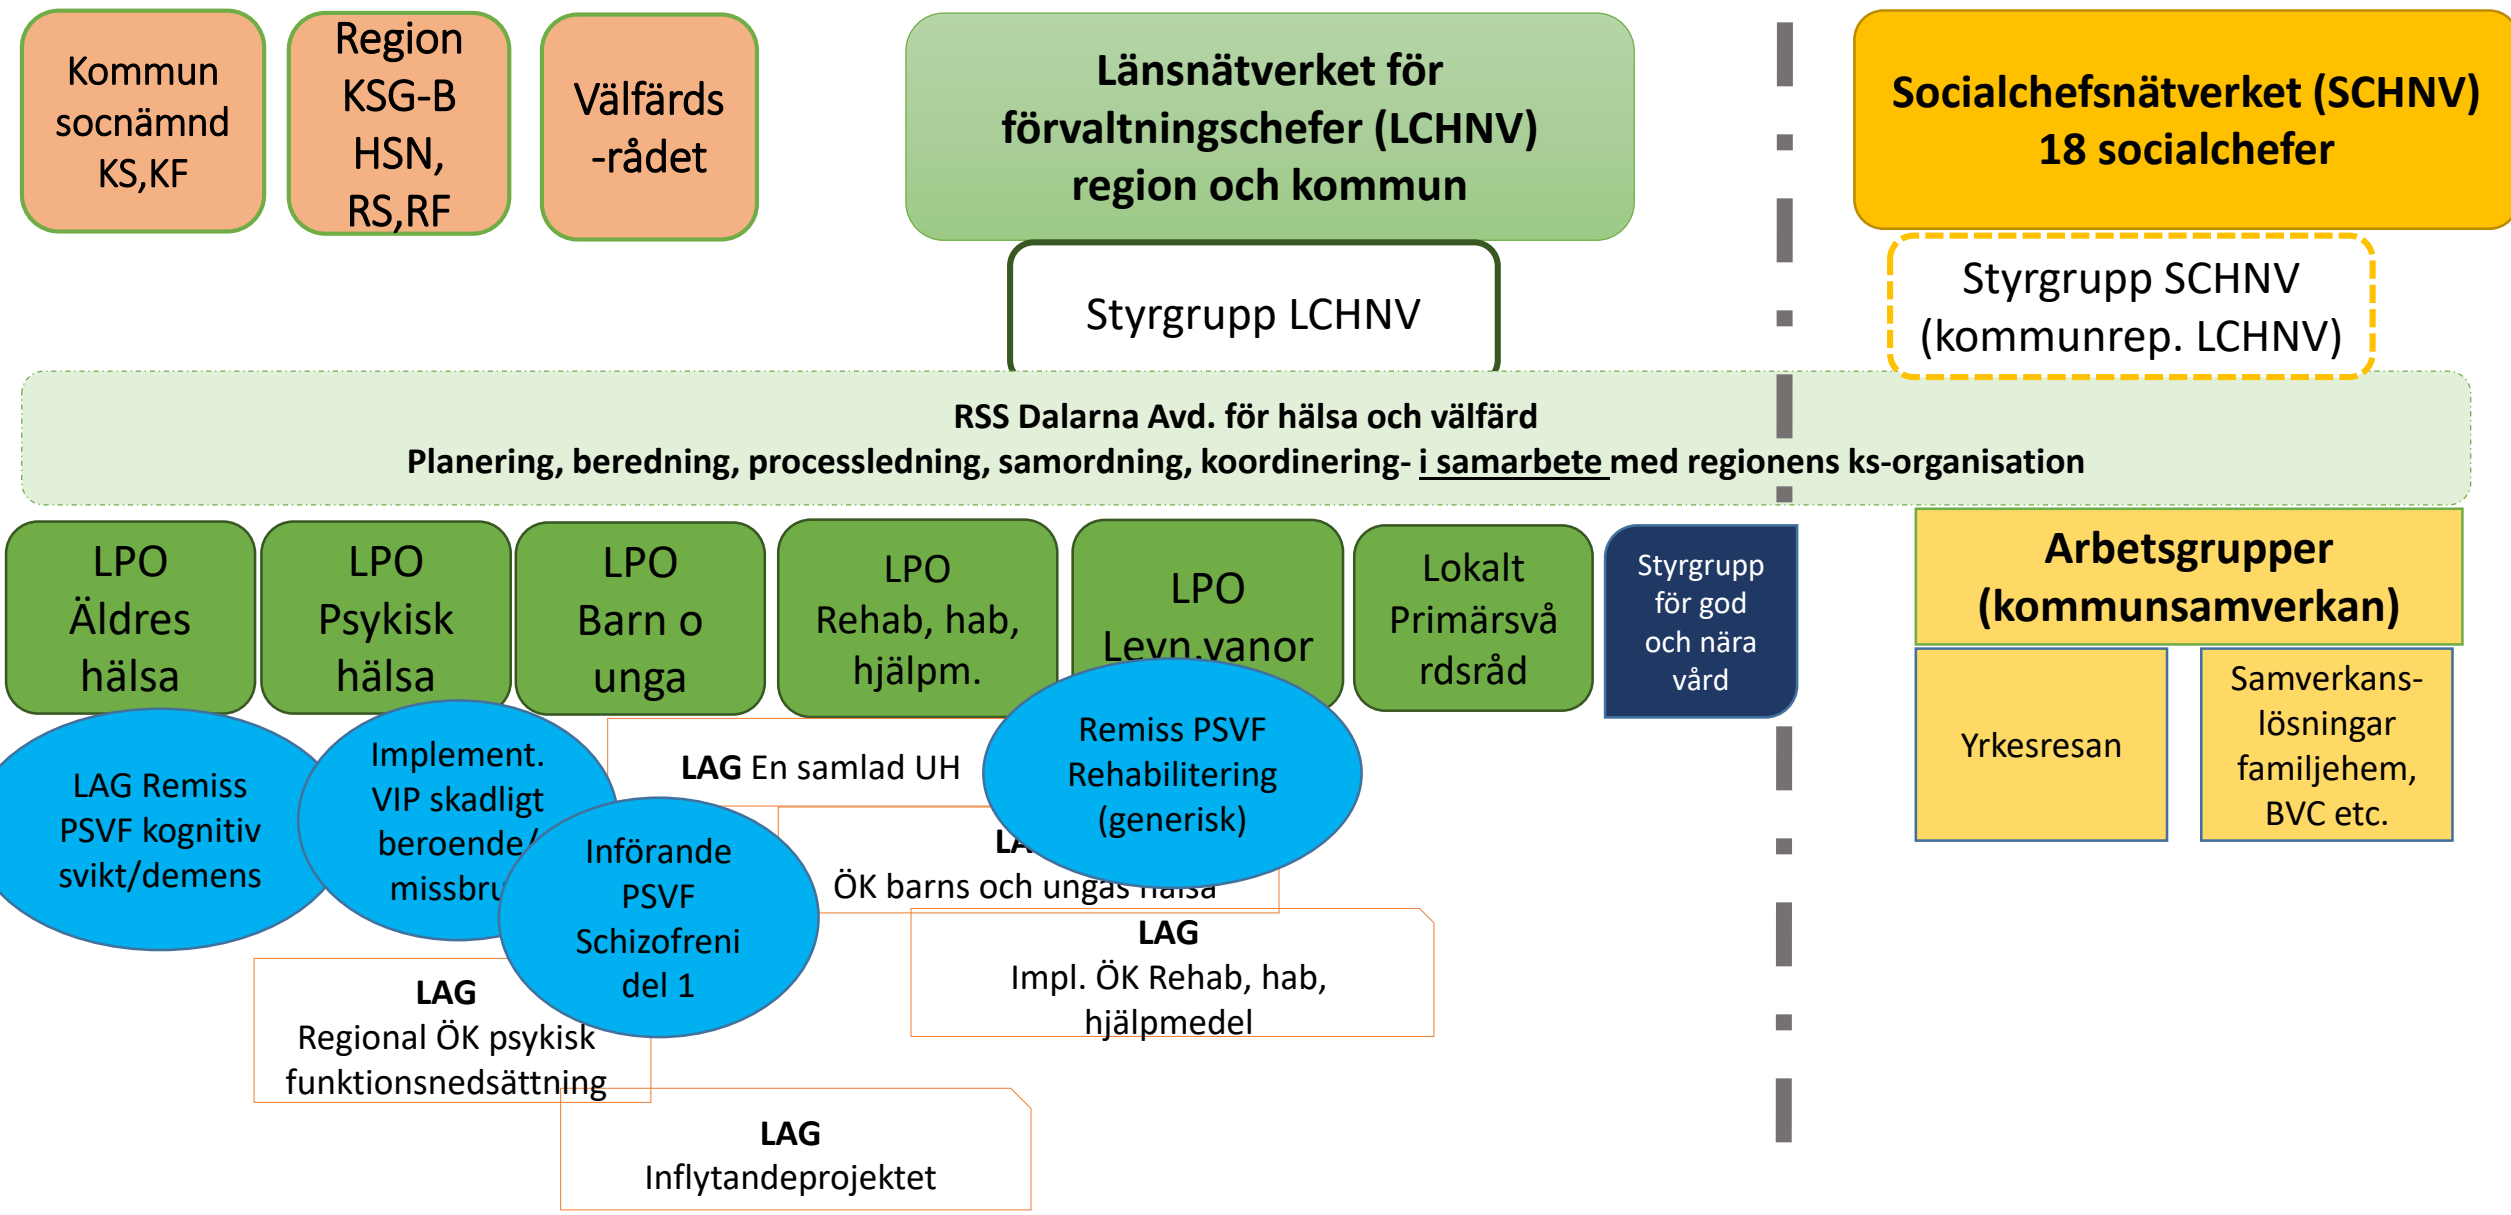 Kommun
socnämnd
KS,KF
Region
KSG-B
HSN,
RS,RF
Välfärds
-rådet
Länsnätverket för
förvaltningschefer (LCHNV)
region och kommun
Socialchefsnätverket (SCHNV)
18 socialchefer
Styrgrupp LCHNV
Styrgrupp SCHNV
(kommunrep. LCHNV)
RSS Dalarna Avd. för hälsa och välfärd
Planering, beredning, processledning, samordning, koordinering- i samarbete med regionens ks-organisation
LPO
Äldres
hälsa
LPO
Psykisk
hälsa
LPO
Barn o
unga
LPO
Rehab, hab,
hjälpm.
LPO
Levn.vanor
Lokalt
Primärsvå
rdsråd
Styrgrupp
för god
och nära
vård
Arbetsgrupper
(kommunsamverkan)
Yrkesresan
Samverkans-
lösningar
familjehem,
BVC etc.
LAG Remiss
PSVF kognitiv
svikt/demens
Implement.
VIP skadligt
beroende/
missbru
Införande
PSVF
Schizofreni
del 1
LAG En samlad UH
Remiss PSVF
Rehabilitering
(generisk)
LA
ÖK barns och ungas hälsa
LAG
Impl. ÖK Rehab, hab,
hjälpmedel
LAG
Regional ÖK psykisk
funktionsnedsättning
LAG
Inflytandeprojektet